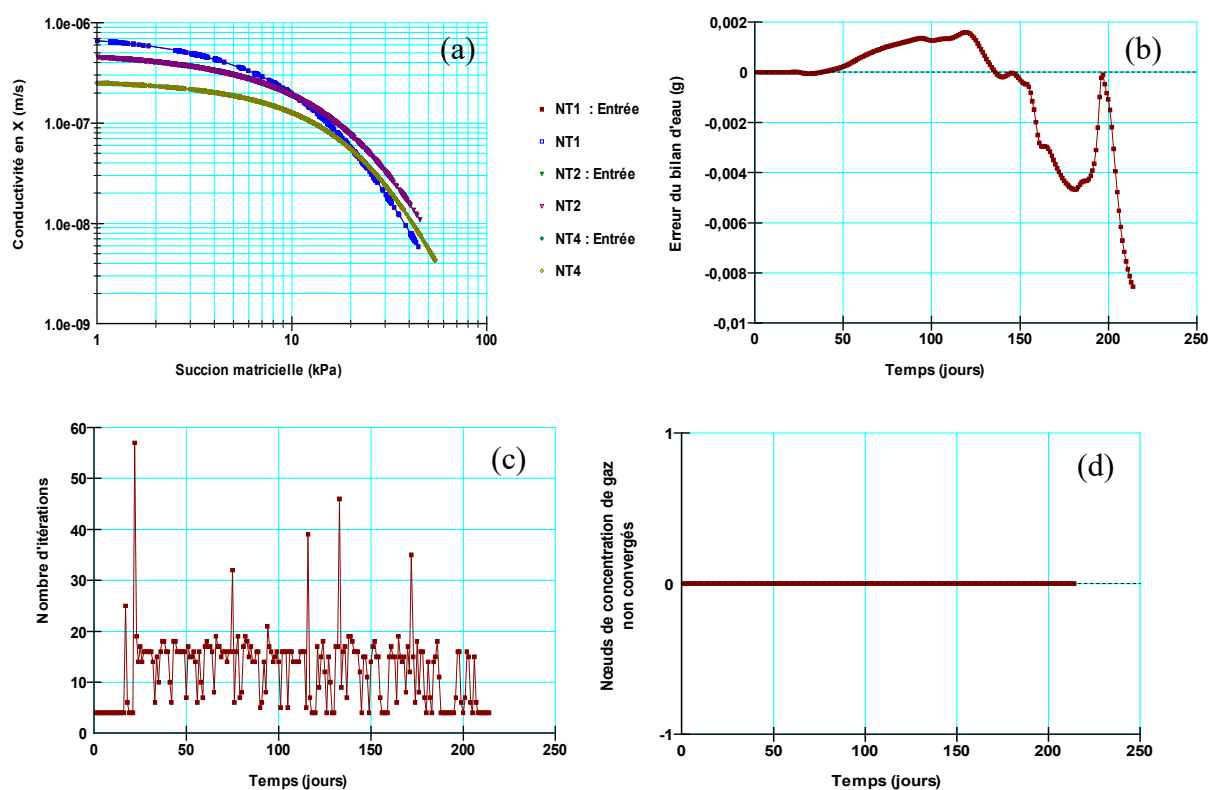 1.0e-06
1.0e-07
1.0e-08
1.0e-09
Conductivité en X (m/s)
1 10 100
Succion matricielle (kPa)
(a)
NT1 : Entrée
NT1
NT2 : Entrée
NT2
NT4 : Entrée
NT4
0,002
0
-0,002
-0,004
-0,006
-0,008
-0,01
Erreur du bilan d'eau (g)
0 50 100 150 200 250
Temps (jours)
(b)
60
50
40
30
20
10
0
Nombre d'itérations
0 50 100 150 200 250
Temps (jours)
(c)
1
0
-1
Nœuds de concentration de gaz
non convergés
0 50 100 150 200 250
Temps (jours)
(d)